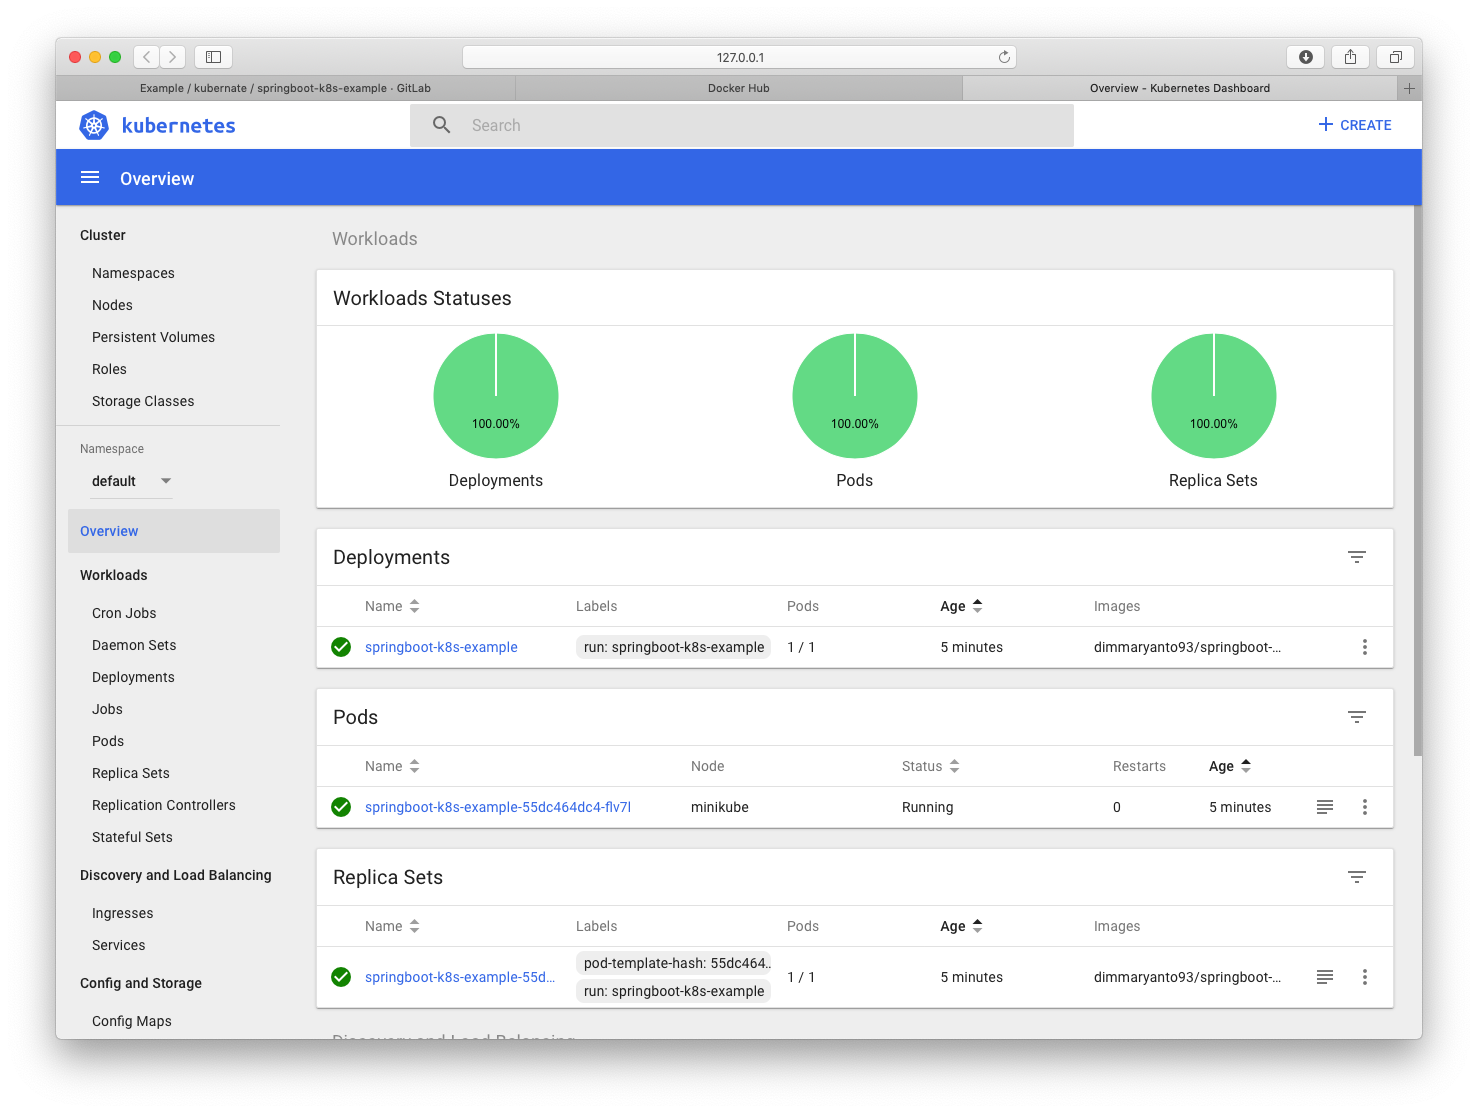 127.0.0.1
Example / kubernate / springboot-k8s-example · GitLab
Docker Hub
Overview - Kubernetes Dashboard
kubernetes
Search
CREATE
Overview
Cluster
Namespaces
Nodes
Persistent Volumes
Roles
Storage Classes
Namespace
default
Overview
Workloads
Cron Jobs
Daemon Sets
Deployments
Jobs
Pods
Replica Sets
Replication Controllers
Stateful Sets
Discovery and Load Balancing
Ingresses
Services
Config and Storage
Config Maps
Workloads
Workloads Statuses
100.00% 100.00% 100.00%
Deployments Pods Replica Sets
Deployments
Name Labels Pods Age Images
springboot-k8s-example run: springboot-k8s-example 1 / 1 5 minutes dimmaryanto93/springboot-...
Pods
Name Node Status Restarts Age
springboot-k8s-example-55dc464dc4-flv7l minikube Running 0 5 minutes
Replica Sets
Name Labels Pods Age Images
pod-template-hash: 55dc464..
springboot-k8s-example-55d... 1 / 1 5 minutes dimmaryanto93/springboot-...
run: springboot-k8s-example
Discovery and Load Balancing